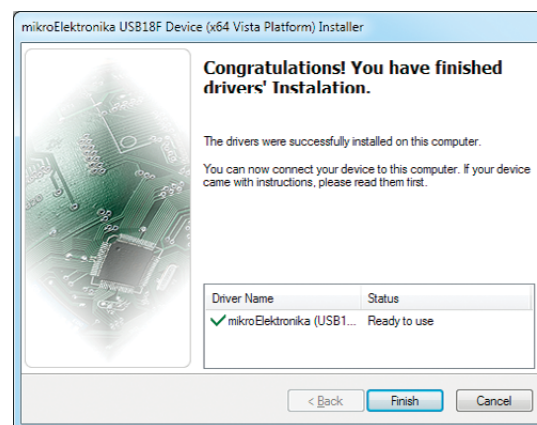 mikroElektronika USB18F Device (x64 Vista Platform) Installer
Congratulations! You have finished
drivers' Instalation.
The drivers were successfully installed on this computer.
You can now connect your device to this computer. If your device
came with instructions, please read them first.
Driver Name Status
mikroElektronika (USB1... Ready to use
< Back Finish Cancel